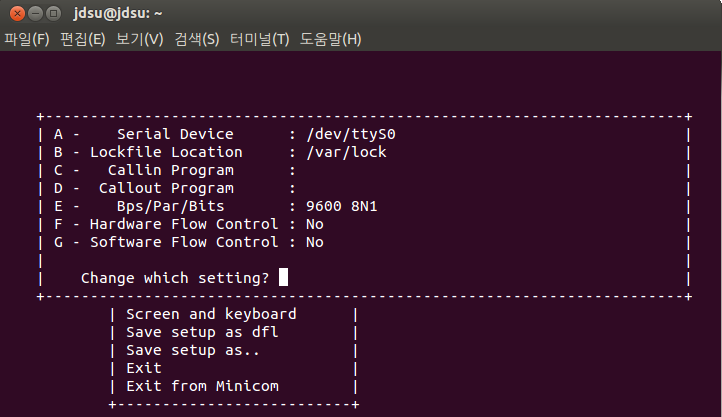 jdsu@jdsu: ~
파일(F) 편집(E) 보기(V) 검색(S) 터미널(T) 도움말(H)
+-----------------------------------------------------------------------+
| A -    Serial Device      : /dev/ttyS0                                |
| B - Lockfile Location     : /var/lock                                 |
| C -   Callin Program      :                                           |
| D -  Callout Program      :                                           |
| E -    Bps/Par/Bits       : 9600 8N1                                  |
| F - Hardware Flow Control : No                                        |
| G - Software Flow Control : No                                        |
|                                                                       |
|    Change which setting?                                              |
+-----------------------------------------------------------------------+
| Screen and keyboard      |
| Save setup as dfl        |
| Save setup as..          |
| Exit                     |
| Exit from Minicom        |
+--------------------------+